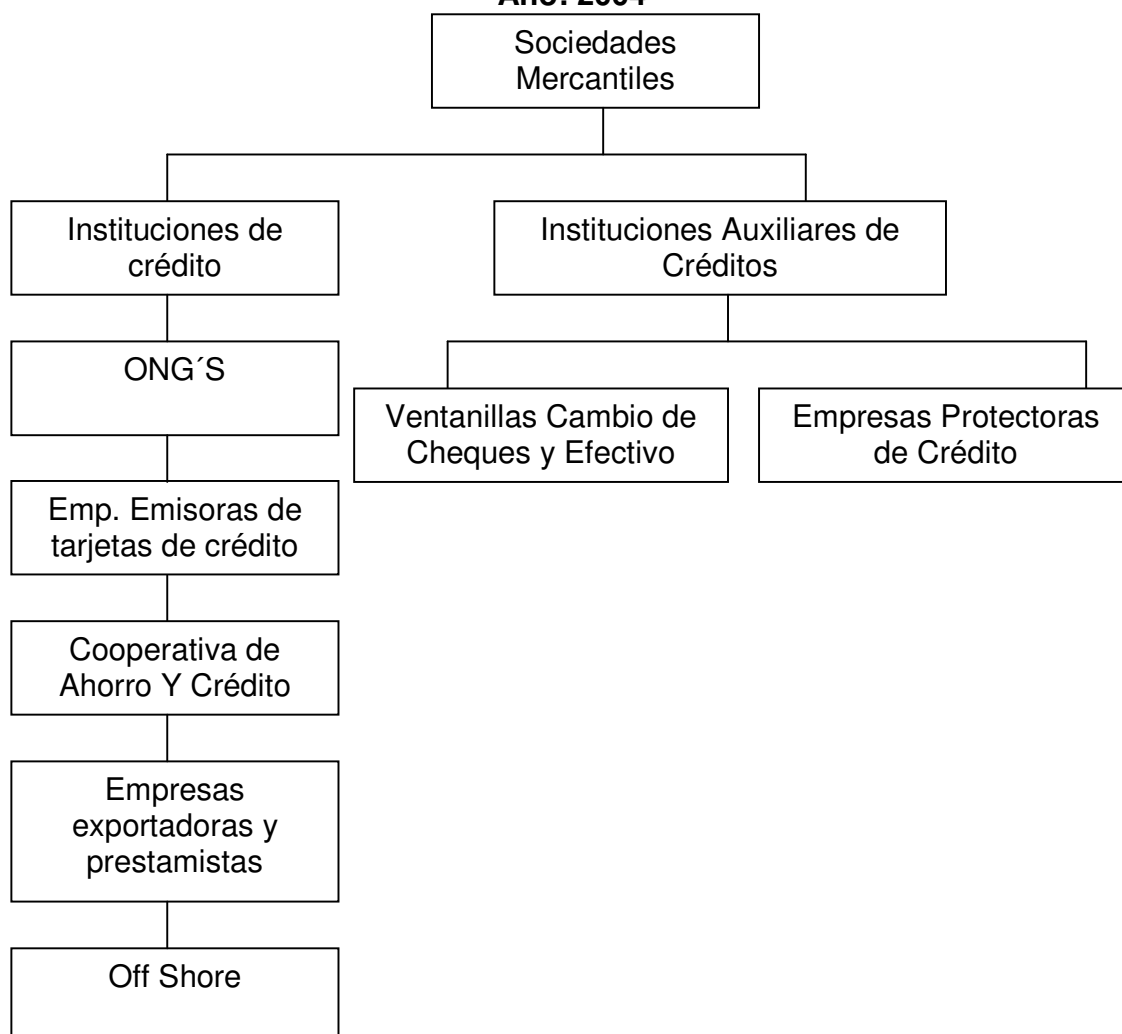 Sociedades
Mercantiles
Instituciones de
crédito
Instituciones Auxiliares de
Créditos
ONG´S
Ventanillas Cambio de
Cheques y Efectivo
Empresas Protectoras
de Crédito
Emp. Emisoras de
tarjetas de crédito
Cooperativa de
Ahorro Y Crédito
Empresas
exportadoras y
prestamistas
Off Shore